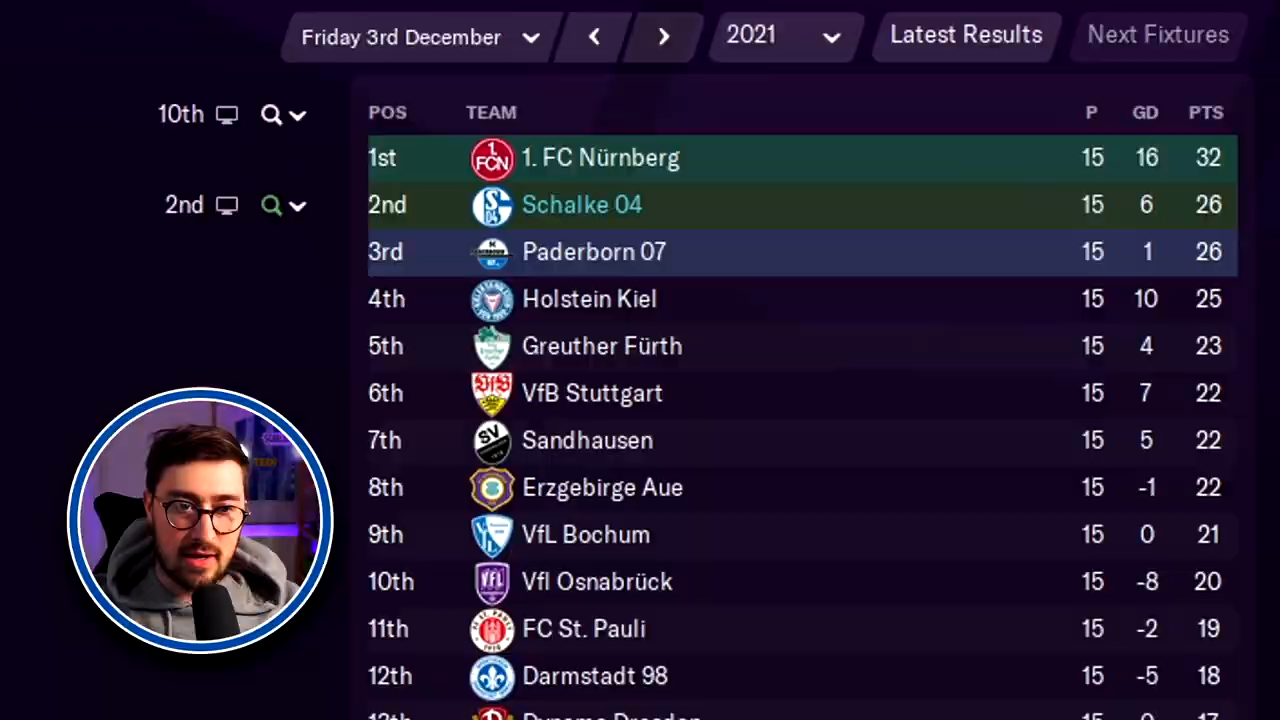 Friday 3rd December 2021 Latest Results Next Fixtures
10th
2nd
POS TEAM P GD PTS
1st 1. FC Nürnberg 15 16 32
2nd Schalke 04 15 6 26
3rd Paderborn 07 15 1 26
4th Holstein Kiel 15 10 25
5th Greuther Fürth 15 4 23
6th VfB Stuttgart 15 7 22
7th Sandhausen 15 5 22
8th Erzgebirge Aue 15 -1 22
9th VfL Bochum 15 0 21
10th Vfl Osnabrück 15 -8 20
11th FC St. Pauli 15 -2 19
12th Darmstadt 98 15 -5 18
13th Dynamo Dresden 17